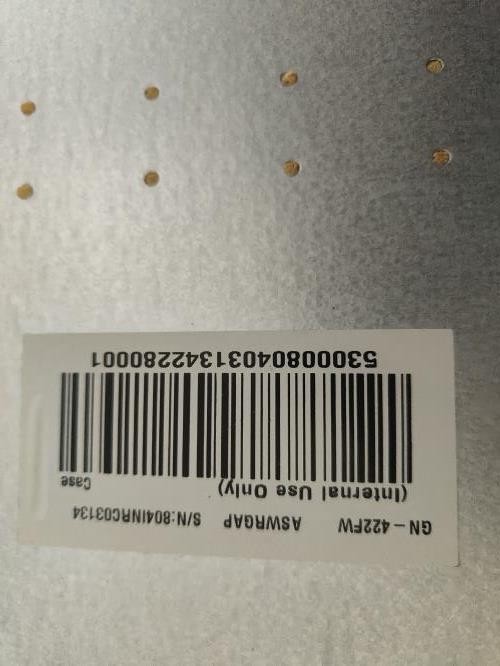 GN-422FW ASWRGAP S/N:804INRC03134
(Internal Use Only) Case
53000804031342280001